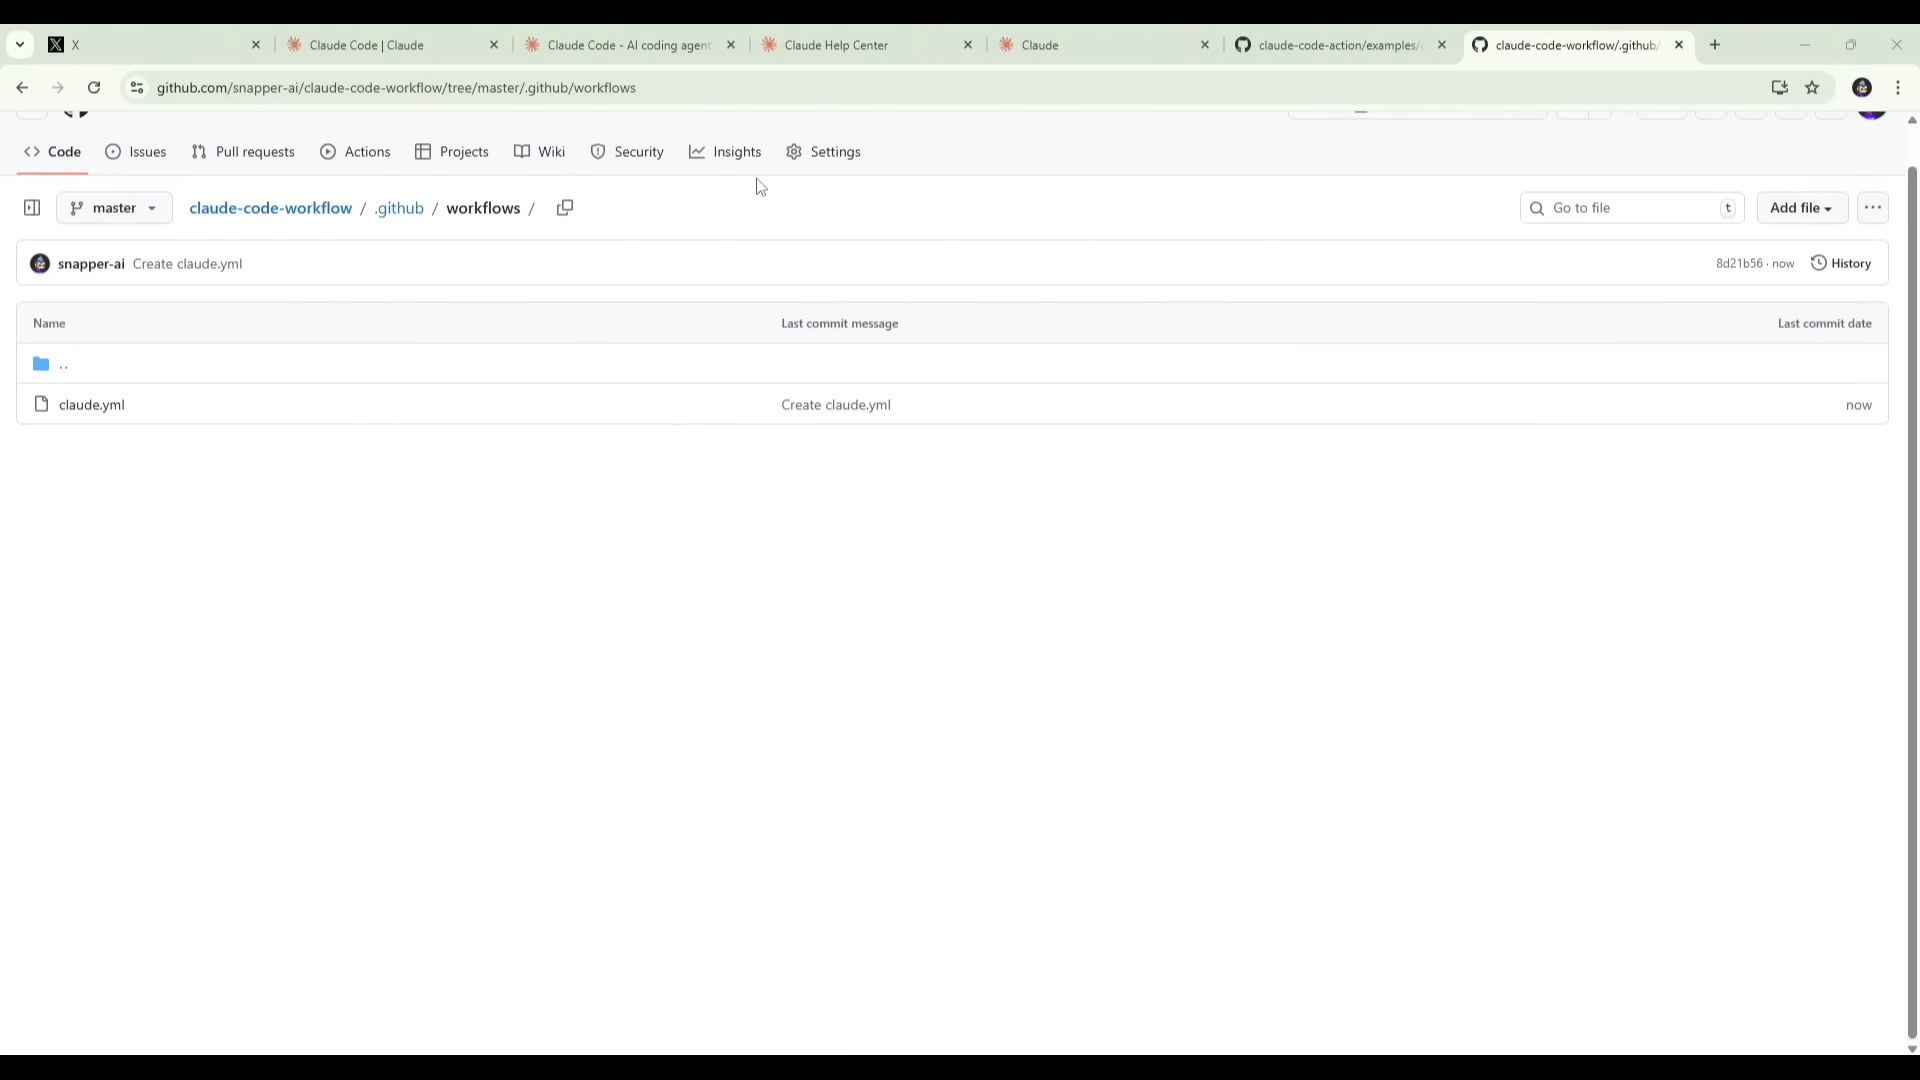 X
Claude Code | Claude
Claude Code - AI coding agent
Claude Help Center
Claude
claude-code-action/examples/
claude-code-workflow/.github/
github.com/snapper-ai/claude-code-workflow/tree/master/.github/workflows
Code
Issues
Pull requests
Actions
Projects
Wiki
Security
Insights
Settings
master
claude-code-workflow / .github / workflows /
Go to file
t
Add file
snapper-ai Create claude.yml
8d21b56 · now
History
Name
Last commit message
Last commit date
..
claude.yml
Create claude.yml
now